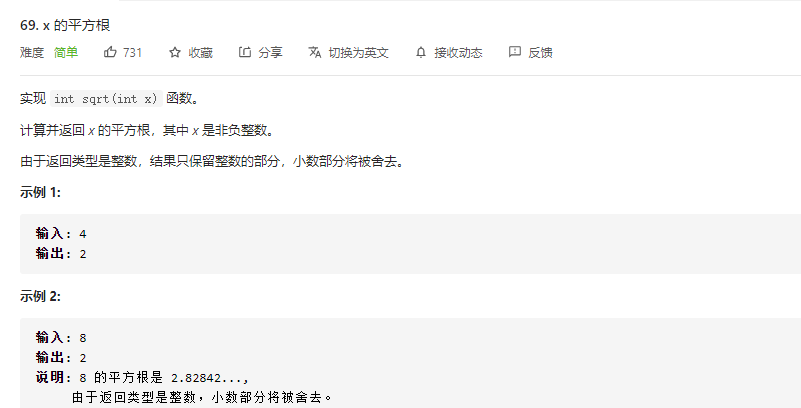 69. x 的平方根
难度 简单 731 收藏 分享 切换为英文 接收动态 反馈
实现 int sqrt(int x) 函数。
计算并返回 x 的平方根，其中 x 是非负整数。
由于返回类型是整数，结果只保留整数的部分，小数部分将被舍去。
示例 1:
输入: 4
输出: 2
示例 2:
输入: 8
输出: 2
说明: 8 的平方根是 2.82842...,
由于返回类型是整数，小数部分将被舍去。